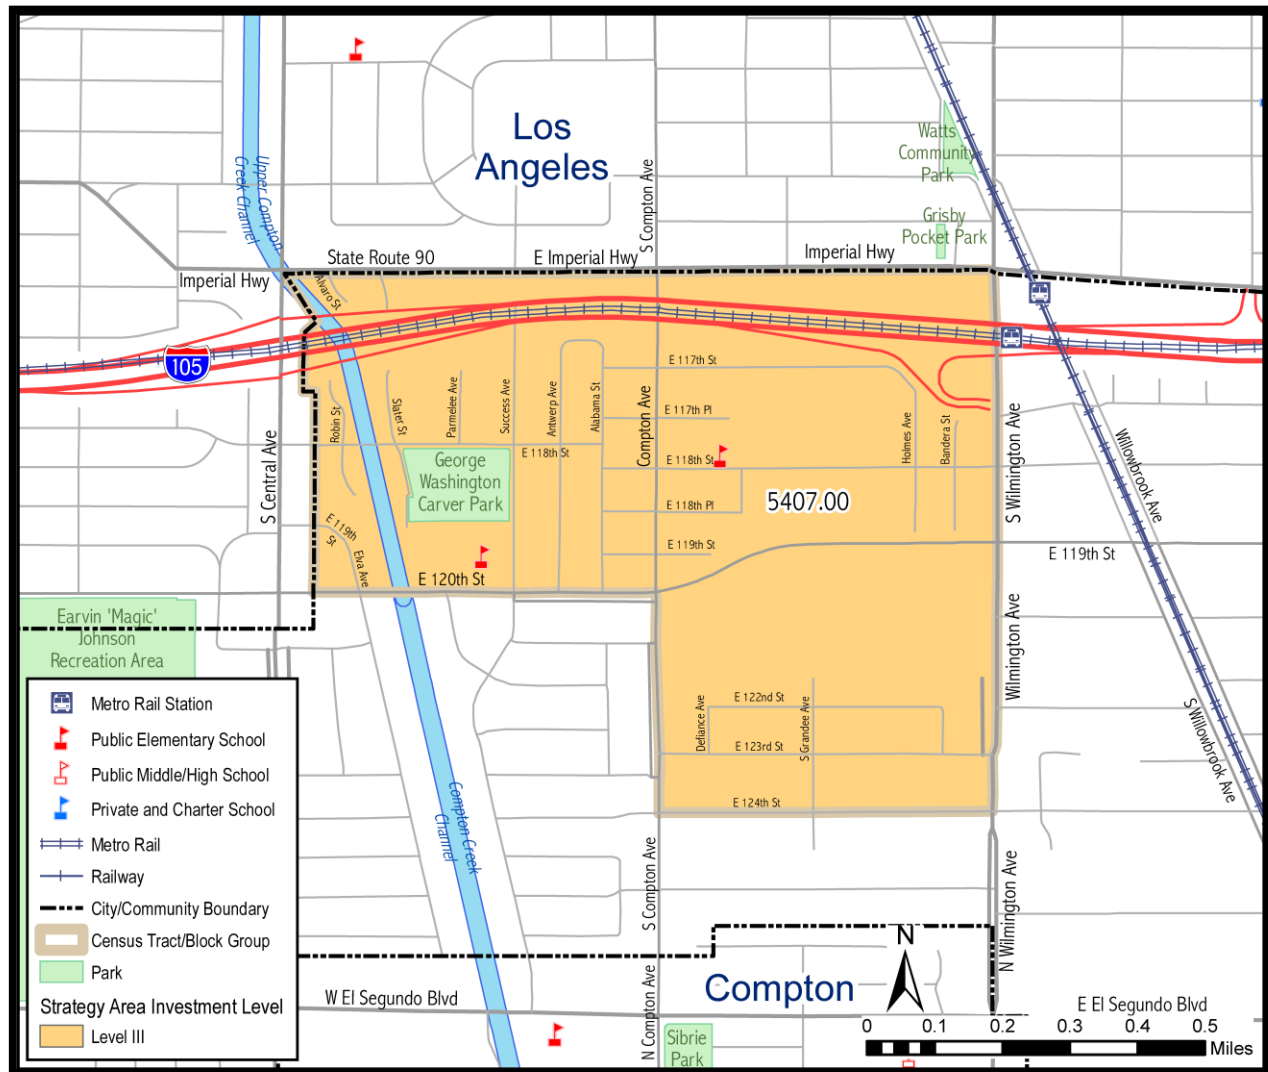 Los
Angeles
Upper Compton
Creek Channel
S Compton Ave
Watts
Community
Park
Grisby
Pocket Park
State Route 90
E Imperial Hwy
Imperial Hwy
Imperial Hwy
Alvaro St
105
E 117th St
E 117th Pl
E 118th St
E 118th St
E 118th Pl
E 119th St
E 119th
St
E 119th St
E 120th St
S Central Ave
Robin St
Slater St
Parmelee Ave
Success Ave
Antwerp Ave
Alabama St
Compton Ave
Holmes Ave
Bandera St
S Wilmington Ave
Willowbrook Ave
George
Washington
Carver Park
5407.00
Elva Ave
Wilmington Ave
S Willowbrook Ave
Earvin 'Magic'
Johnson
Recreation Area
Defiance Ave
E 122nd St
S Grandee Ave
E 123rd St
E 124th St
Compton Creek
Channel
S Compton Ave
N Wilmington Ave
Metro Rail Station
Public Elementary School
Public Middle/High School
Private and Charter School
Metro Rail
Railway
City/Community Boundary
Census Tract/Block Group
Park
Strategy Area Investment Level
Level III
W El Segundo Blvd
N Compton Ave
Compton
Sibrie
Park
N
E El Segundo Blvd
0 0.1 0.2 0.3 0.4 0.5
Miles